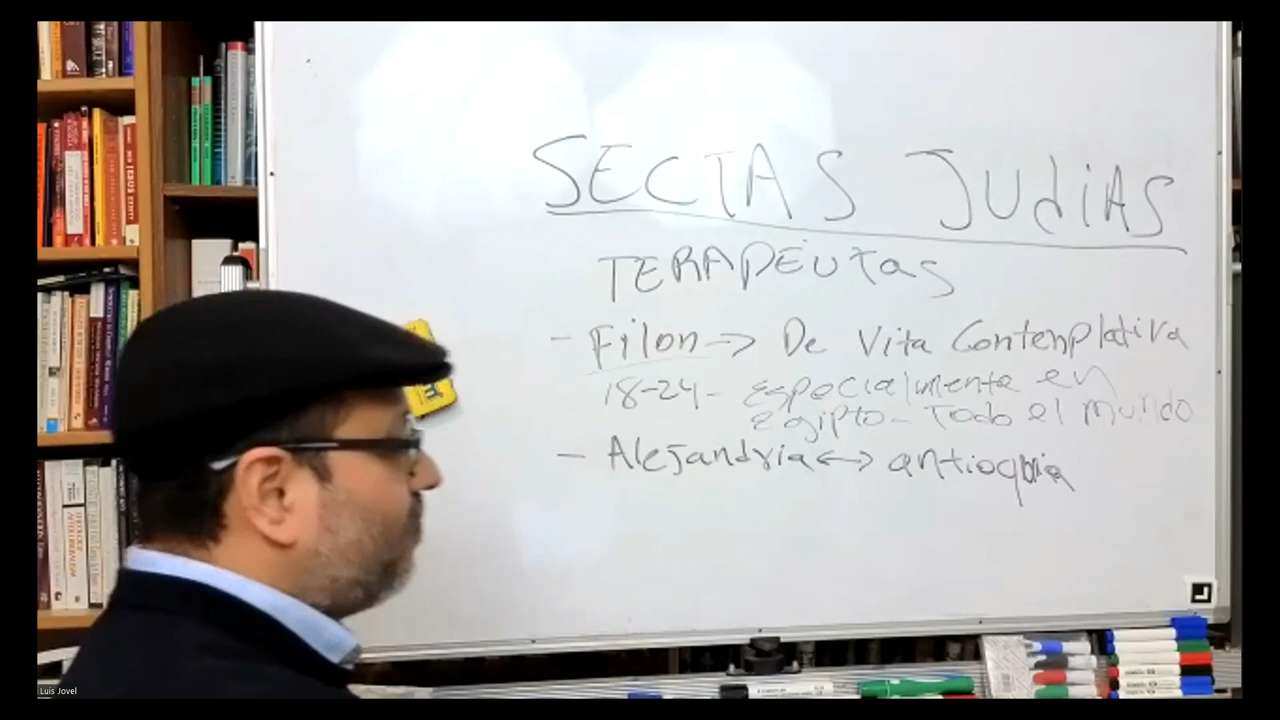 SECTAS JUdiAS
TERAPEUTAS
- Filon -> De Vita Contemplativa
18-24- especialmente en
Egipto- Todo el mundo
- Alejandria <-> antioquia
Luis Jovel